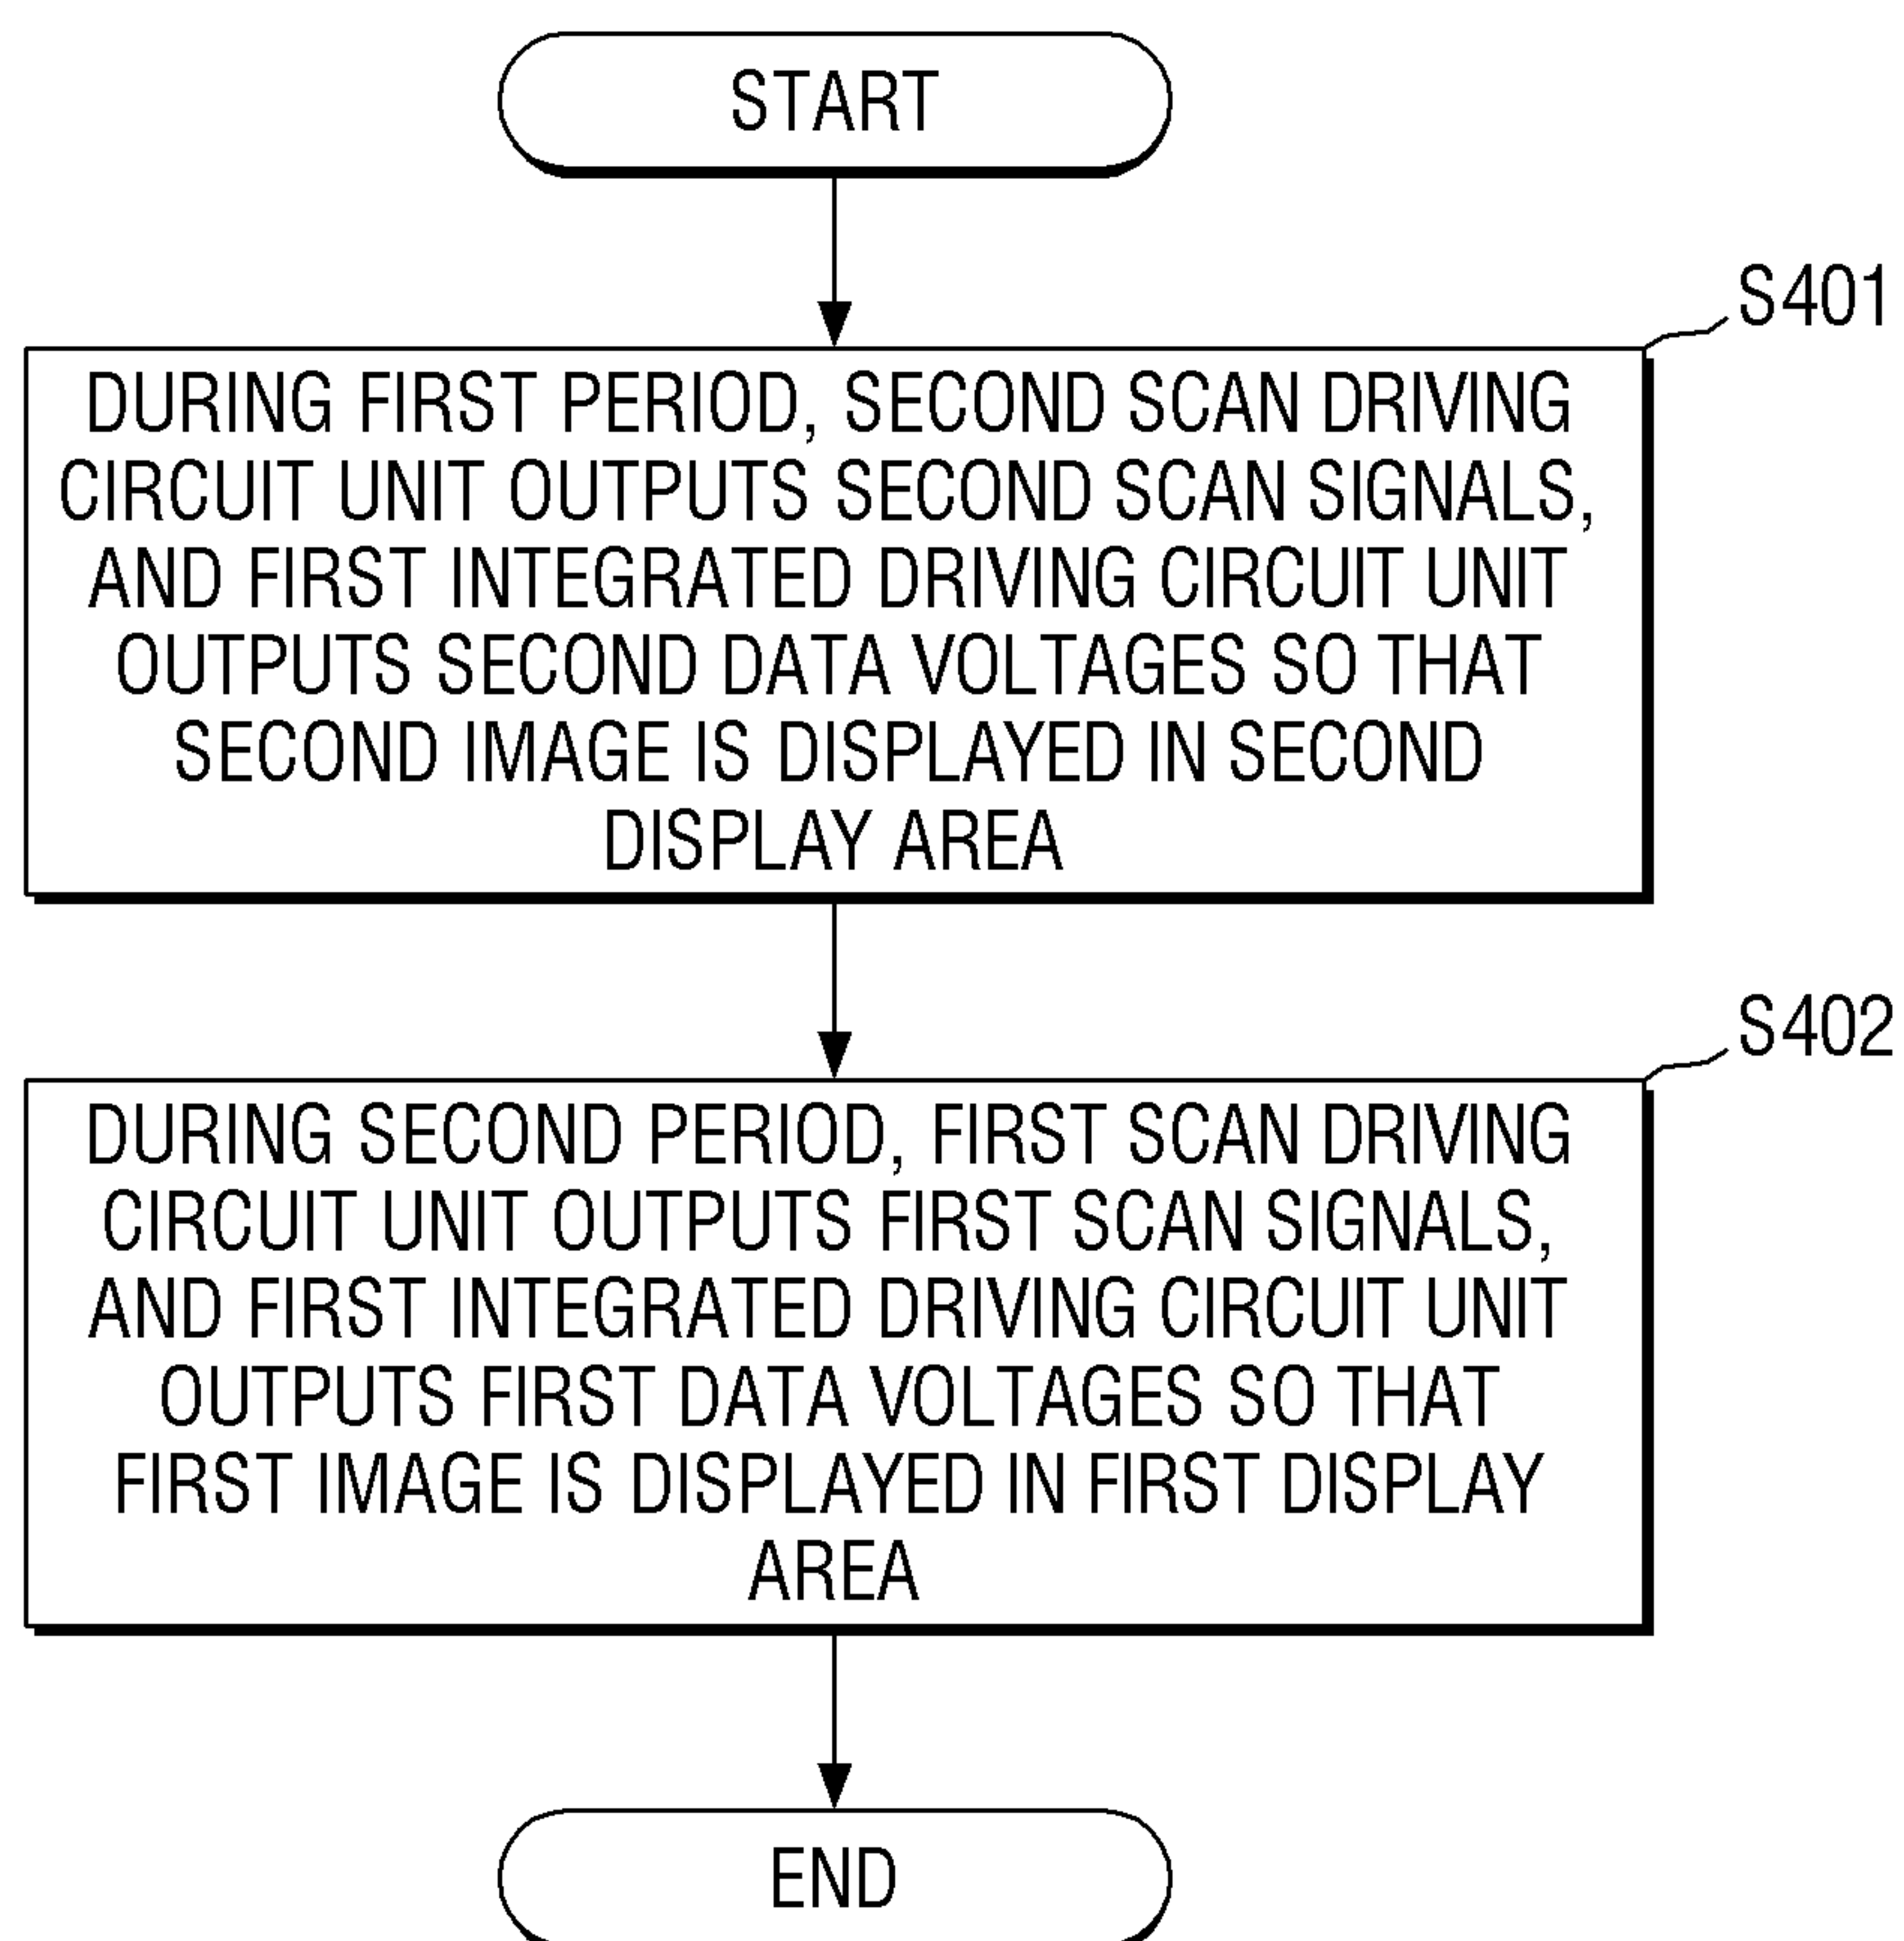 START
S401
DURING FIRST PERIOD, SECOND SCAN DRIVING
CIRCUIT UNIT OUTPUTS SECOND SCAN SIGNALS,
AND FIRST INTEGRATED DRIVING CIRCUIT UNIT
OUTPUTS SECOND DATA VOLTAGES SO THAT
SECOND IMAGE IS DISPLAYED IN SECOND
DISPLAY AREA
S402
DURING SECOND PERIOD, FIRST SCAN DRIVING
CIRCUIT UNIT OUTPUTS FIRST SCAN SIGNALS,
AND FIRST INTEGRATED DRIVING CIRCUIT UNIT
OUTPUTS FIRST DATA VOLTAGES SO THAT
FIRST IMAGE IS DISPLAYED IN FIRST DISPLAY
AREA
END